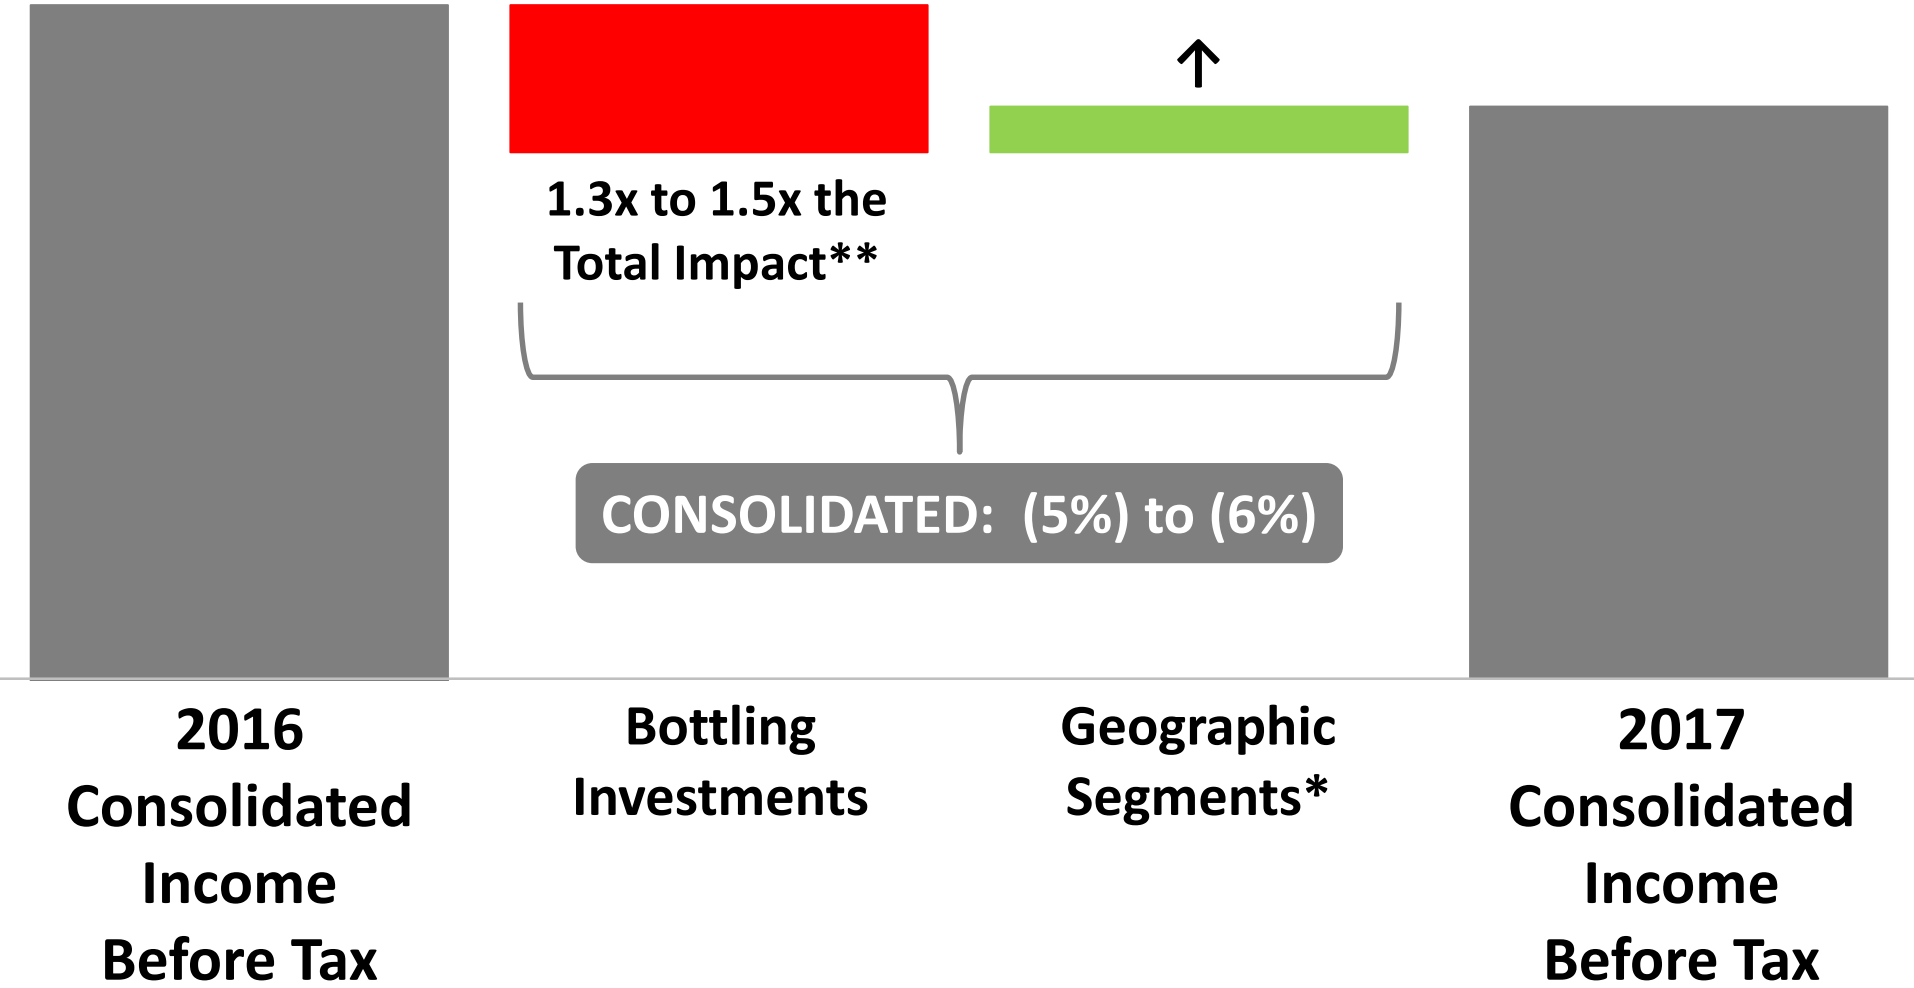 ↑
1.3x to 1.5x the
Total Impact**
CONSOLIDATED: (5%) to (6%)
2016
Consolidated
Income
Before Tax
Bottling
Investments
Geographic
Segments*
2017
Consolidated
Income
Before Tax